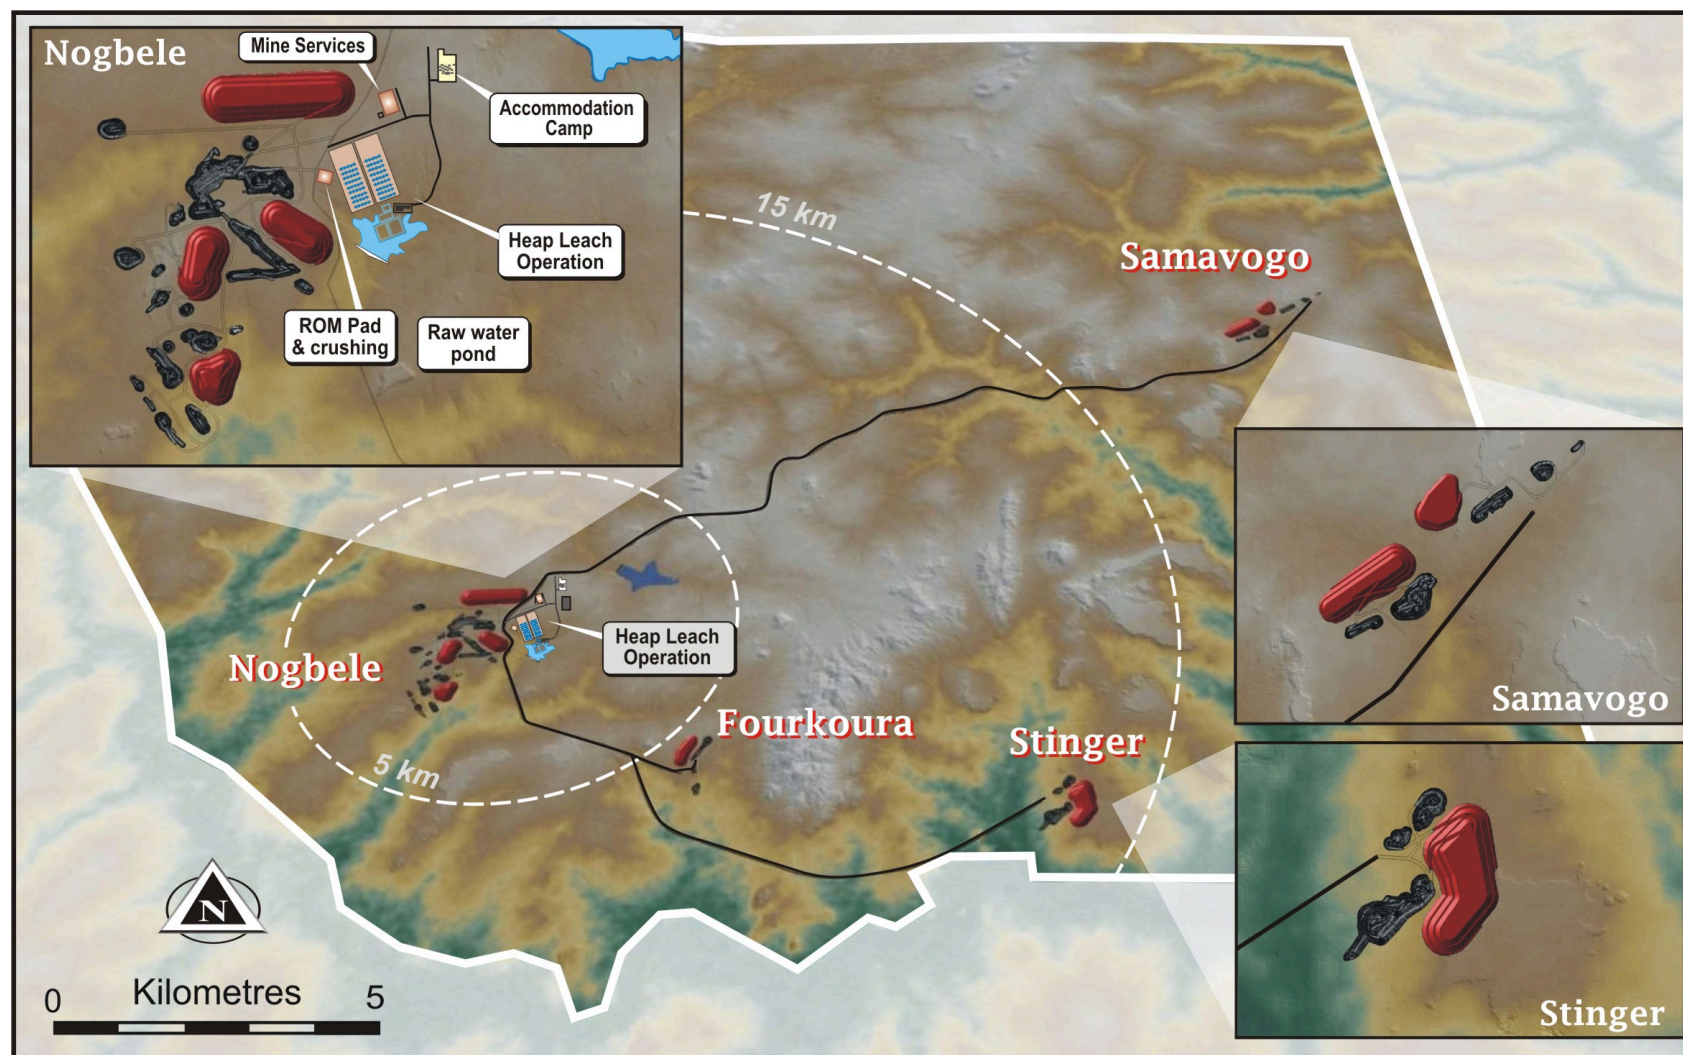 Nogbele
Mine Services
Accommodation
Camp
Heap Leach
Operation
ROM Pad
& crushing
Raw water
pond
15 km
Samavogo
Heap Leach
Operation
Nogbele
Fourkoura
Stinger
5 km
Samavogo
Stinger
N
0 Kilometres 5